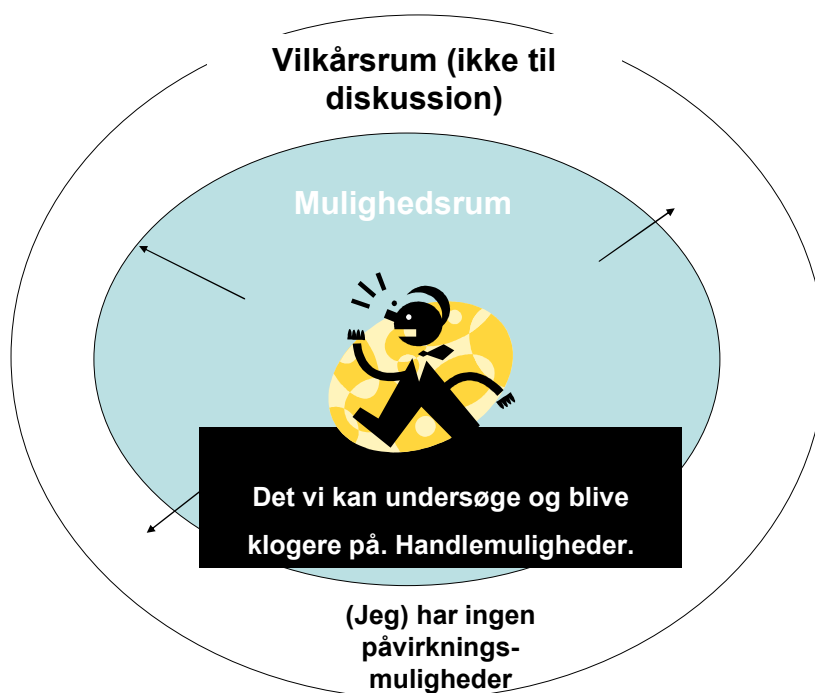 Vilkårsrum (ikke til
diskussion)
Mulighedsrum
Det vi kan undersøge og blive
klogere på. Handlemuligheder.
(Jeg) har ingen
påvirknings-
muligheder